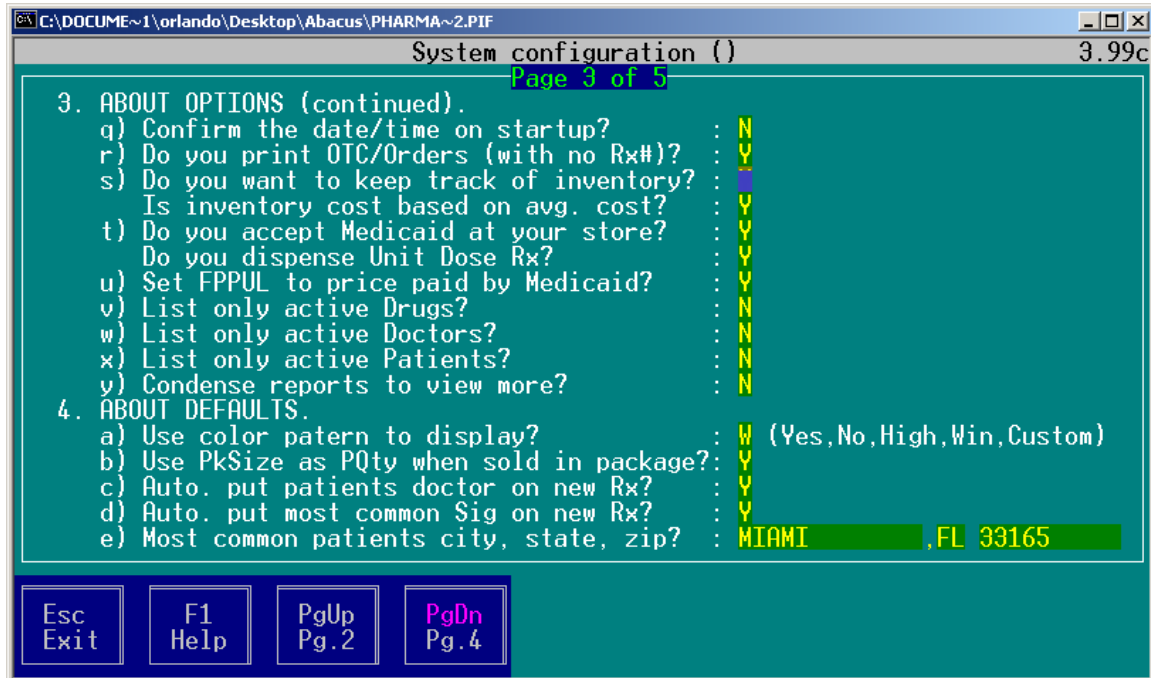 C:\DOCUME~1\orlando\Desktop\Abacus\PHARMA~2.PIF
System configuration () 3.99c
Page 3 of 5
3. ABOUT OPTIONS (continued).
q) Confirm the date/time on startup? : N
r) Do you print OTC/Orders (with no Rx#)? : Y
s) Do you want to keep track of inventory? :
Is inventory cost based on avg. cost? : Y
t) Do you accept Medicaid at your store? : Y
Do you dispense Unit Dose Rx? : Y
u) Set FPPUL to price paid by Medicaid? : Y
v) List only active Drugs? : N
w) List only active Doctors? : N
x) List only active Patients? : N
y) Condense reports to view more? : N
4. ABOUT DEFAULTS.
a) Use color patern to display? : W (Yes,No,High,Win,Custom)
b) Use PkSize as PQty when sold in package?: Y
c) Auto. put patients doctor on new Rx? : Y
d) Auto. put most common Sig on new Rx? : Y
e) Most common patients city, state, zip? : MIAMI ,FL 33165
Esc F1 PgUp PgDn
Exit Help Pg.2 Pg.4